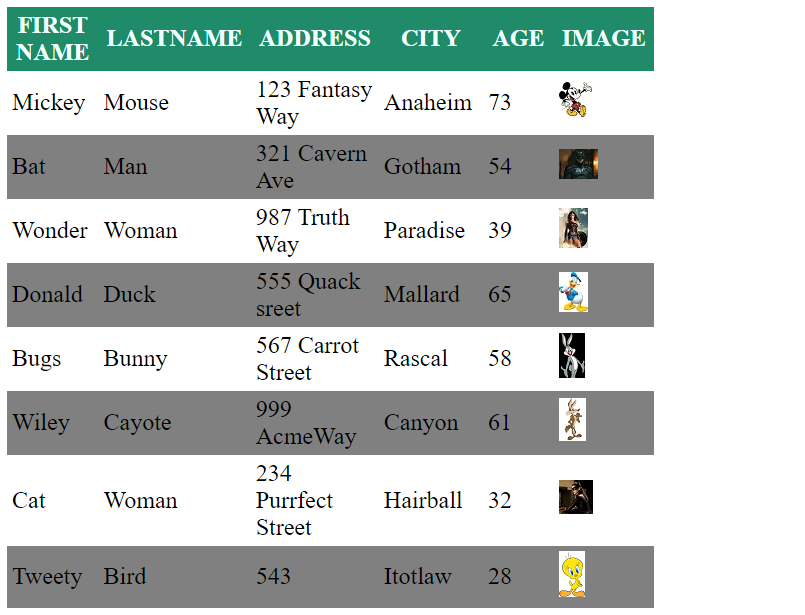 FIRST NAME LASTNAME ADDRESS CITY AGE IMAGE
Mickey Mouse 123 Fantasy Way Anaheim 73
Bat Man 321 Cavern Ave Gotham 54
Wonder Woman 987 Truth Way Paradise 39
Donald Duck 555 Quack sreet Mallard 65
Bugs Bunny 567 Carrot Street Rascal 58
Wiley Cayote 999 AcmeWay Canyon 61
Cat Woman 234 Purrfect Street Hairball 32
Tweety Bird 543 Itotlaw 28